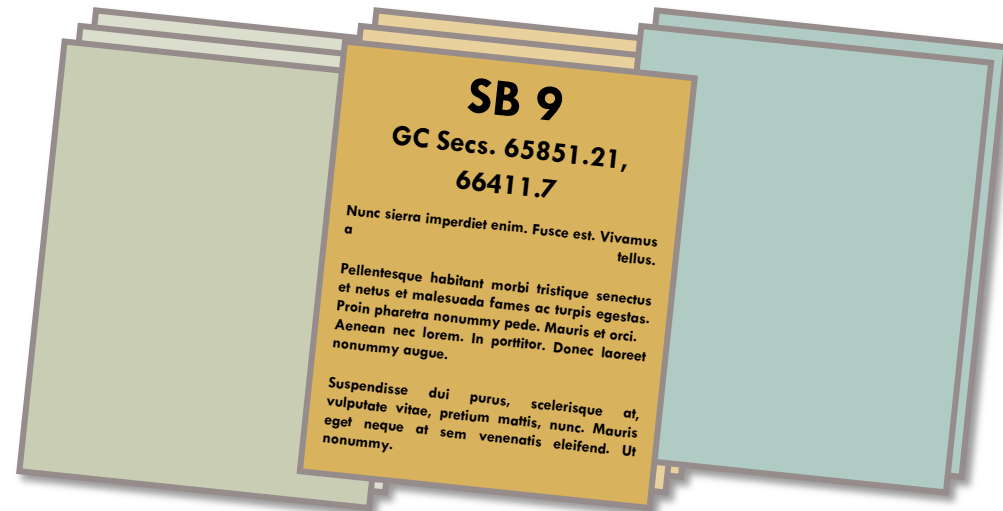 SB 9
GC Secs. 65851.21,
66411.7
Nunc sierra imperdiet enim. Fusce est. Vivamus
a tellus.
Pellentesque habitant morbi tristique senectus
et netus et malesuada fames ac turpis egestas.
Proin pharetra nonummy pede. Mauris et orci.
Aenean nec lorem. In porttitor. Donec laoreet
nonummy augue.
Suspendisse dui purus, scelerisque at,
vulputate vitae, pretium mattis, nunc. Mauris
eget neque at sem venenatis eleifend. Ut
nonummy.